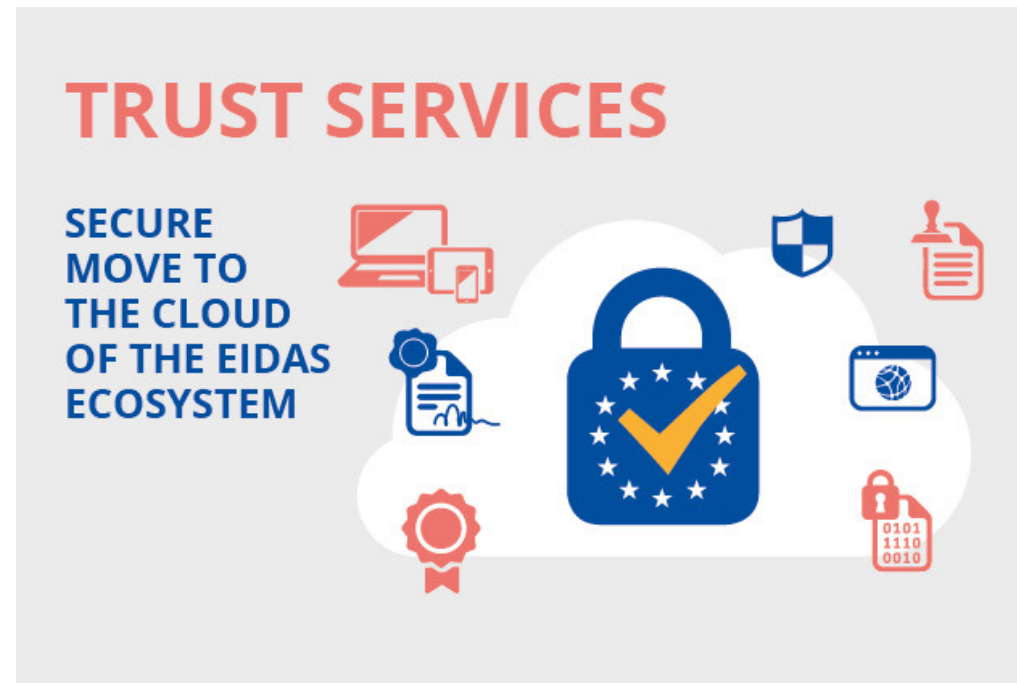 TRUST SERVICES
SECURE
MOVE TO
THE CLOUD
OF THE EIDAS
ECOSYSTEM
0101
1110
0010